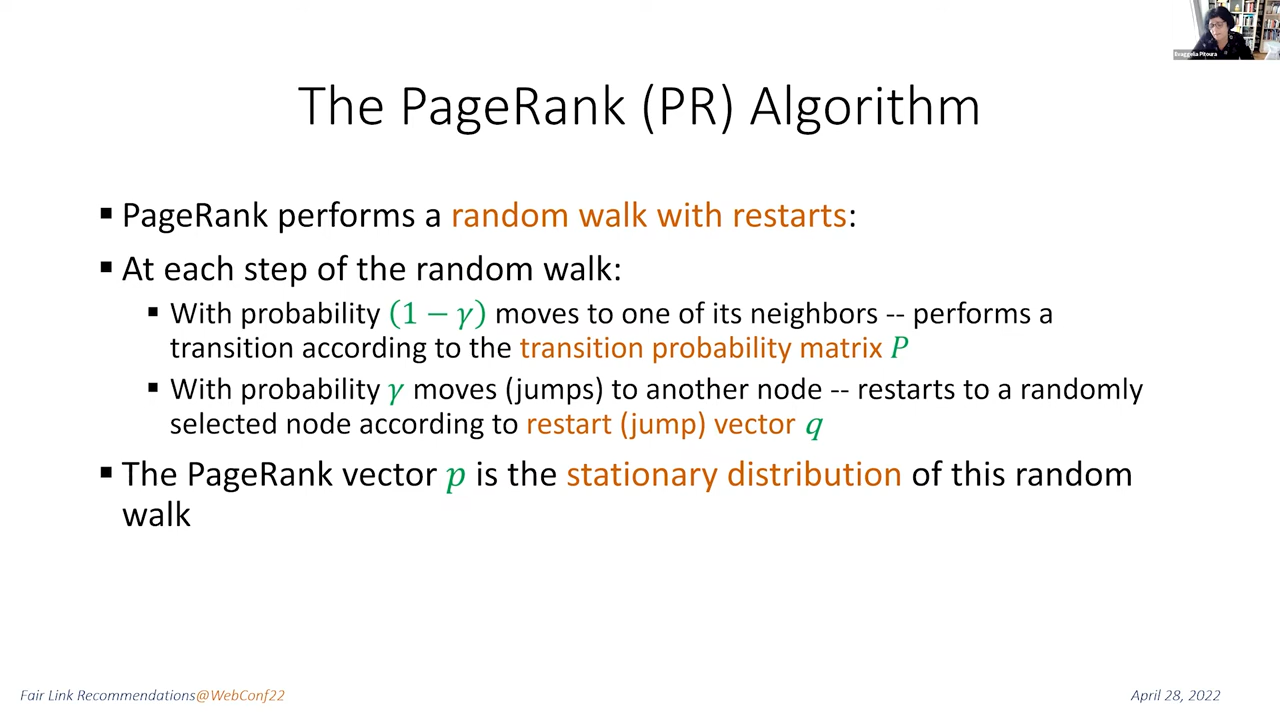 Evaggelia Pitoura
The PageRank (PR) Algorithm
▪ PageRank performs a random walk with restarts:
▪ At each step of the random walk:
▪ With probability (1 − γ) moves to one of its neighbors -- performs a
transition according to the transition probability matrix P
▪ With probability γ moves (jumps) to another node -- restarts to a randomly
selected node according to restart (jump) vector q
▪ The PageRank vector p is the stationary distribution of this random
walk
Fair Link Recommendations@WebConf22
April 28, 2022